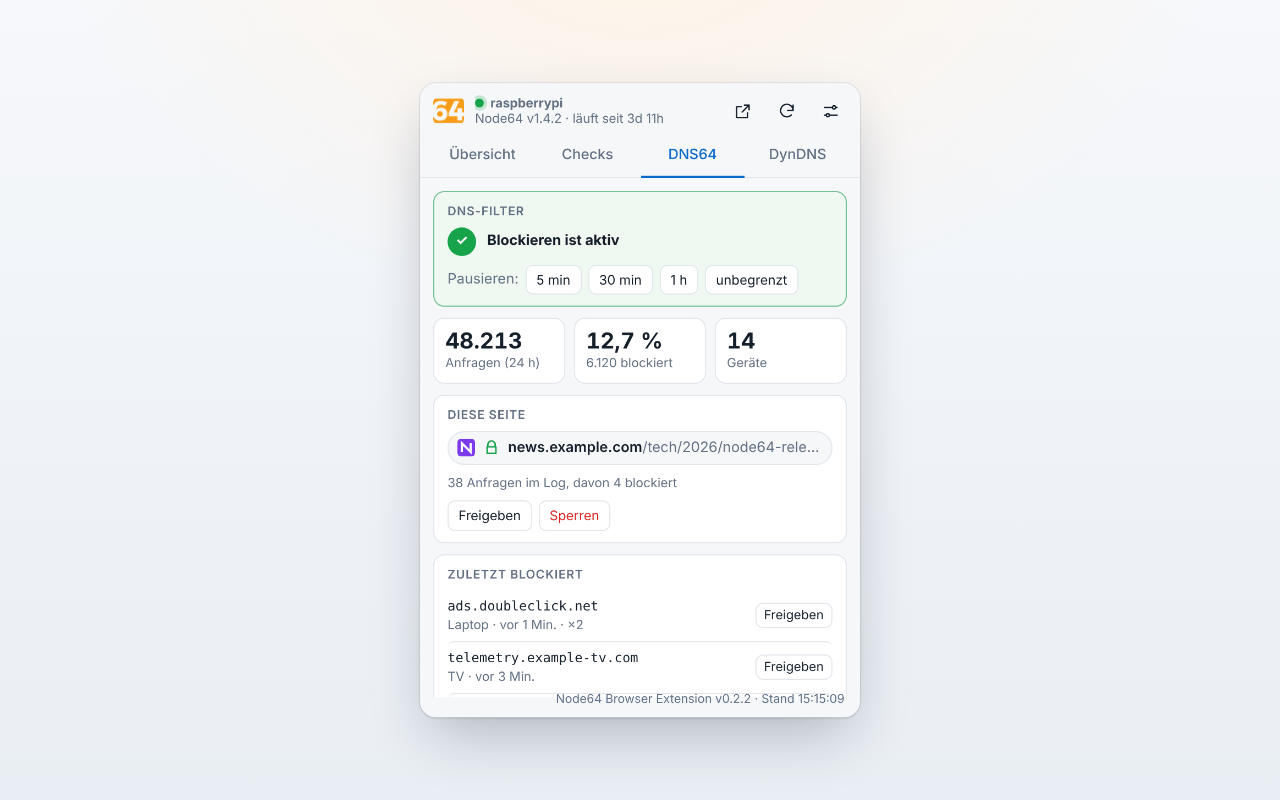 64
raspberrypi
Node64 v1.4.2 · läuft seit 3d 11h
Übersicht Checks DNS64 DynDNS
DNS-FILTER
Blockieren ist aktiv
Pausieren: 5 min 30 min 1 h unbegrenzt
48.213 12,7 % 14
Anfragen (24 h) 6.120 blockiert Geräte
DIESE SEITE
N news.example.com/tech/2026/node64-rele...
38 Anfragen im Log, davon 4 blockiert
Freigeben Sperren
ZULETZT BLOCKIERT
ads.doubleclick.net
Laptop · vor 1 Min. · ×2
Freigeben
telemetry.example-tv.com
TV · vor 3 Min.
Freigeben
Node64 Browser Extension v0.2.2 · Stand 15:15:09